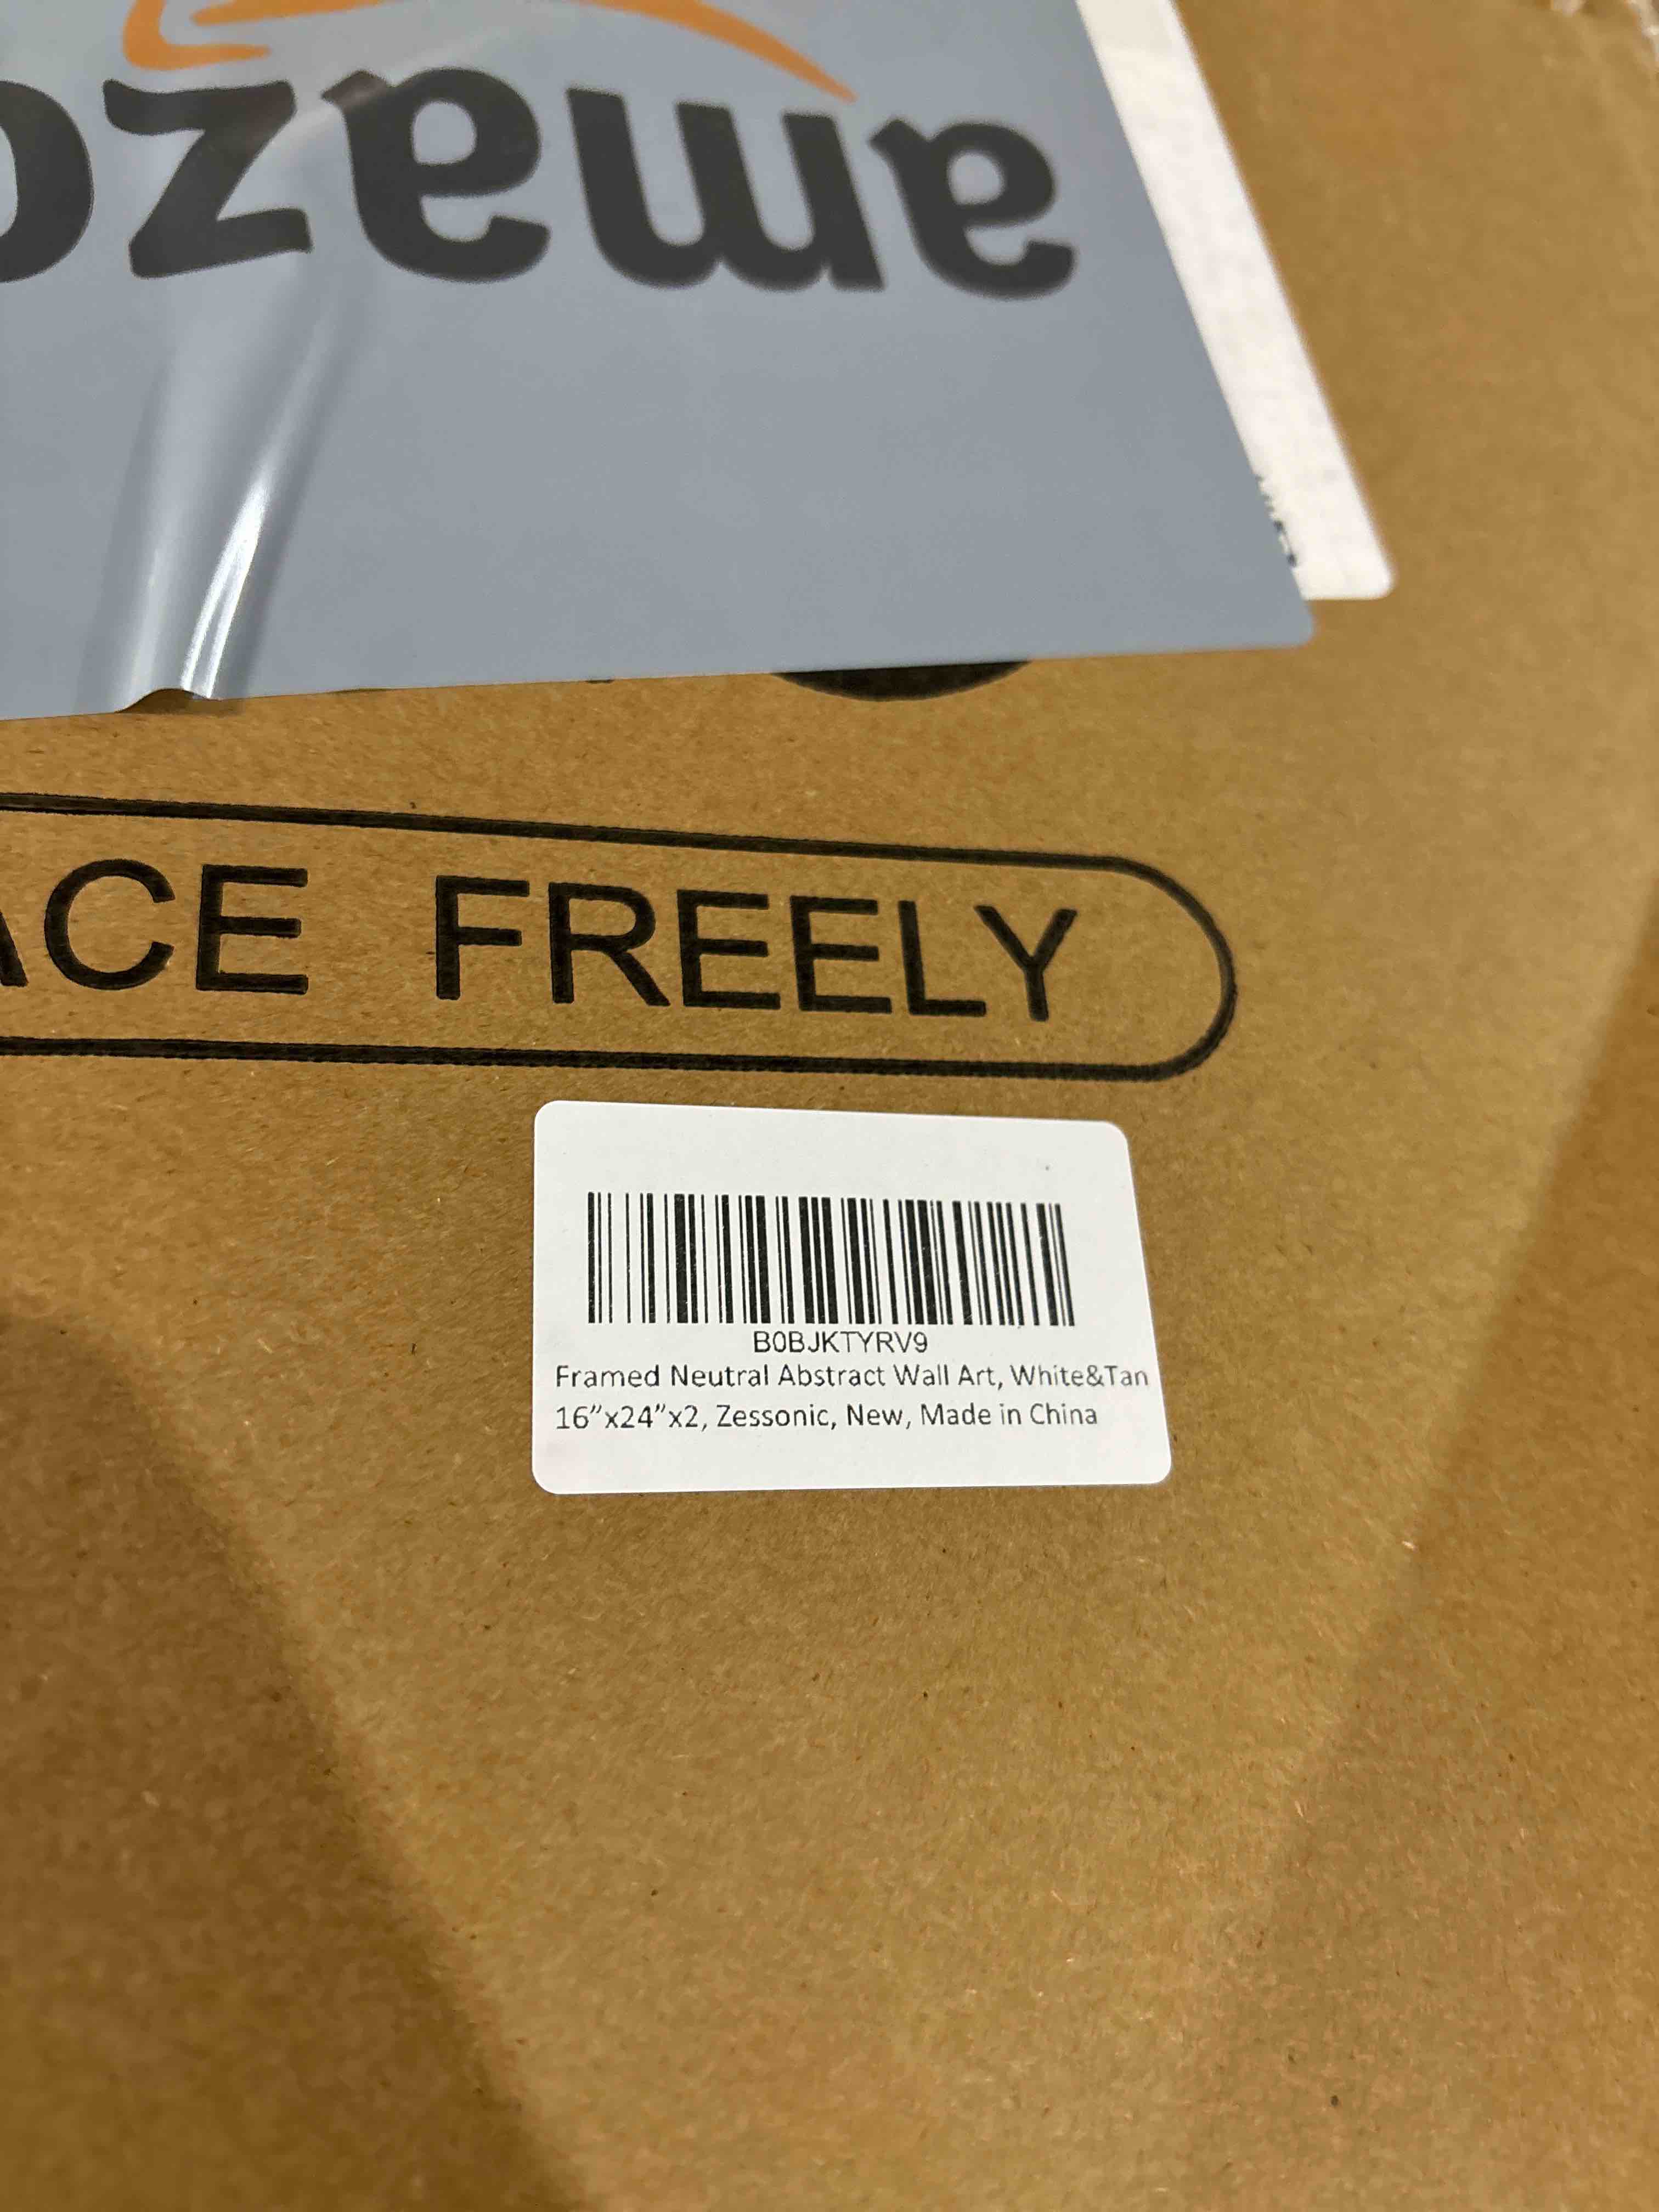 amazo
ACE FREELY
B0BJKTYRV9
Framed Neutral Abstract Wall Art, White&Tan
16”x24”x2, Zessonic, New, Made in China